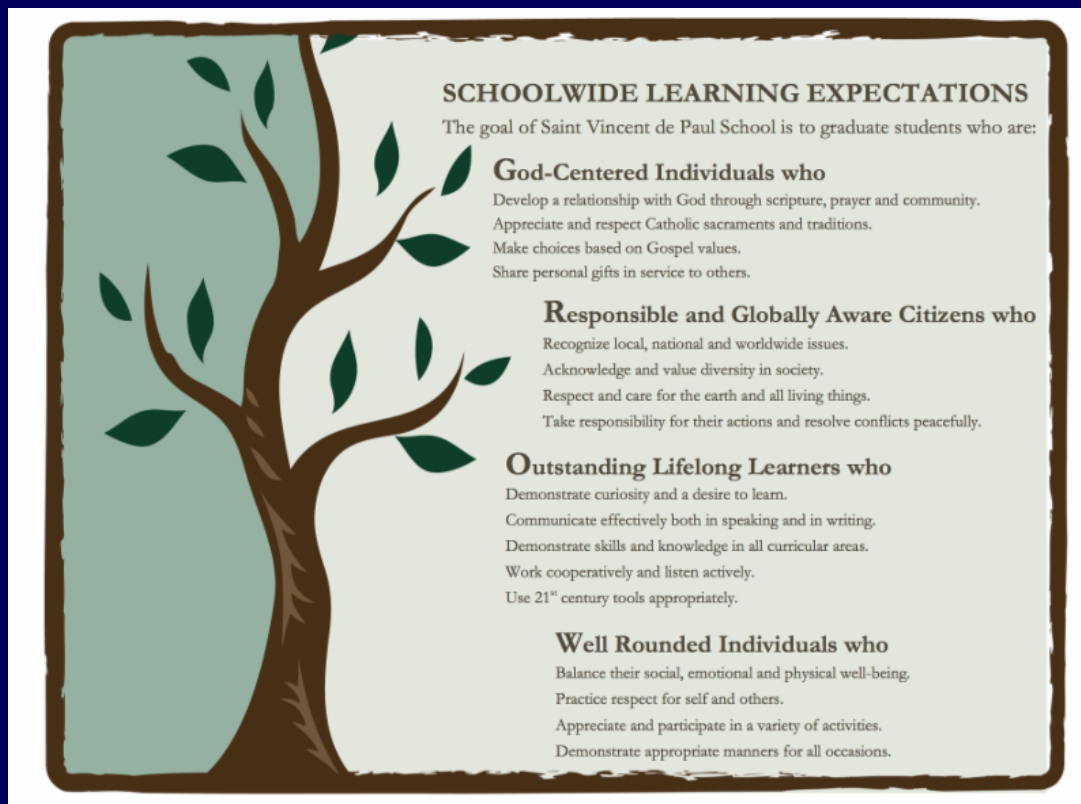 SCHOOLWIDE LEARNING EXPECTATIONS
The goal of Saint Vincent de Paul School is to graduate students who are:
God-Centered Individuals who
Develop a relationship with God through scripture, prayer and community.
Appreciate and respect Catholic sacraments and traditions.
Make choices based on Gospel values.
Share personal gifts in service to others.
Responsible and Globally Aware Citizens who
Recognize local, national and worldwide issues.
Acknowledge and value diversity in society.
Respect and care for the earth and all living things.
Take responsibility for their actions and resolve conflicts peacefully.
Outstanding Lifelong Learners who
Demonstrate curiosity and a desire to learn.
Communicate effectively both in speaking and in writing.
Demonstrate skills and knowledge in all curricular areas.
Work cooperatively and listen actively.
Use 21st century tools appropriately.
Well Rounded Individuals who
Balance their social, emotional and physical well-being.
Practice respect for self and others.
Appreciate and participate in a variety of activities.
Demonstrate appropriate manners for all occasions.